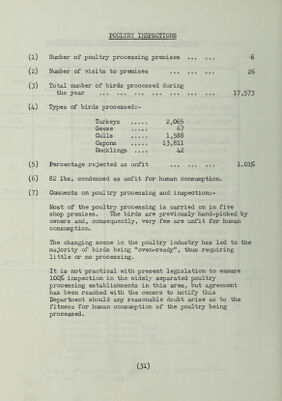 POULTRY INSPECTIONS
(1) Number of poultry processing premises ... ... 6
(2) Number of visits to premises ... ... ... 26
(3) Total number of birds processed during
the year ... ... ... ... ... ... ... ... 17,573
(4) Types of birds processed:-
Turkeys ..... 2,065
Geese ..... 67
Culls ..... 1,588
Capons ..... 13,811
Ducklings .... 42
(5) Percentage rejected as unfit ... ... ... 1.01%
(6) 82 lbs. condemned as unfit for human consumption.
(7) Comments on poultry processing and inspection:-
Most of the poultry processing is carried on in five
shop premises. The birds are previously hand-picked by
owners and, consequently, very few are unfit for human
consumption.
The changing scene in the poultry industry has led to the
majority of birds being "oven-ready", thus requiring
little or no processing.
It is not practical with present legislation to ensure
100% inspection in the widely separated poultry
processing establishments in this area, but agreement
has been reached with the owners to notify this
Department should any reasonable doubt arise as to the
fitness for human consumption of the poultry being
processed.
(34)